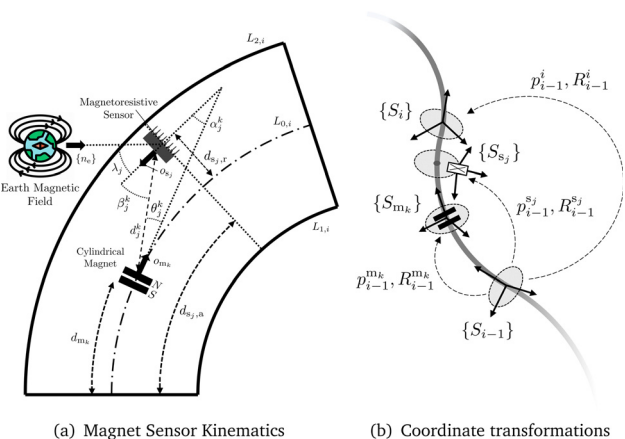 L_{2,i}
Magnetoresistive
Sensor
α_j^k
L_{0,i}
{n_e}
λ_j
o_{s_j}
d_{s_j,r}
Earth Magnetic
Field
β_j^k
θ_j^k
d_j^k
L_{1,i}
Cylindrical
Magnet
o_{m_k}
N
S
d_{m_k}
d_{s_j,a}
(a) Magnet Sensor Kinematics
p_{i-1}^{i}, R_{i-1}^{i}
{S_i}
{S_{s_j}}
{S_{m_k}}
p_{i-1}^{s_j}, R_{i-1}^{s_j}
p_{i-1}^{m_k}, R_{i-1}^{m_k}
{S_{i-1}}
(b) Coordinate transformations